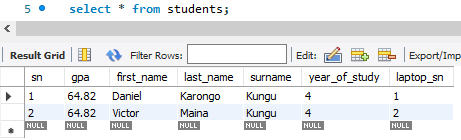 5 select * from students;
Result Grid Filter Rows: Edit: Export/Imp
sn gpa first_name last_name surname year_of_study laptop_sn
1 64.82 Daniel Karongo Kungu 4 1
2 64.82 Victor Maina Kungu 4 2
NULL NULL NULL NULL NULL NULL NULL